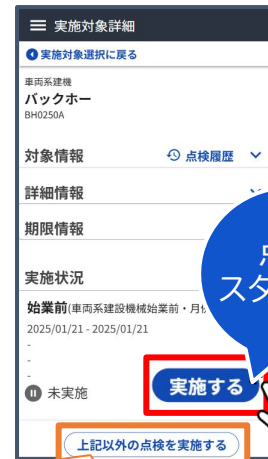 実施対象詳細
実施対象選択に戻る
車両系建機
バックホー
BH0250A
対象情報 点検履歴
詳細情報
期限情報
スタ
実施状況
始業前(車両系建設機械始業前・月
2025/01/21 - 2025/01/21
-
-
-
未実施
実施する
上記以外の点検を実施する